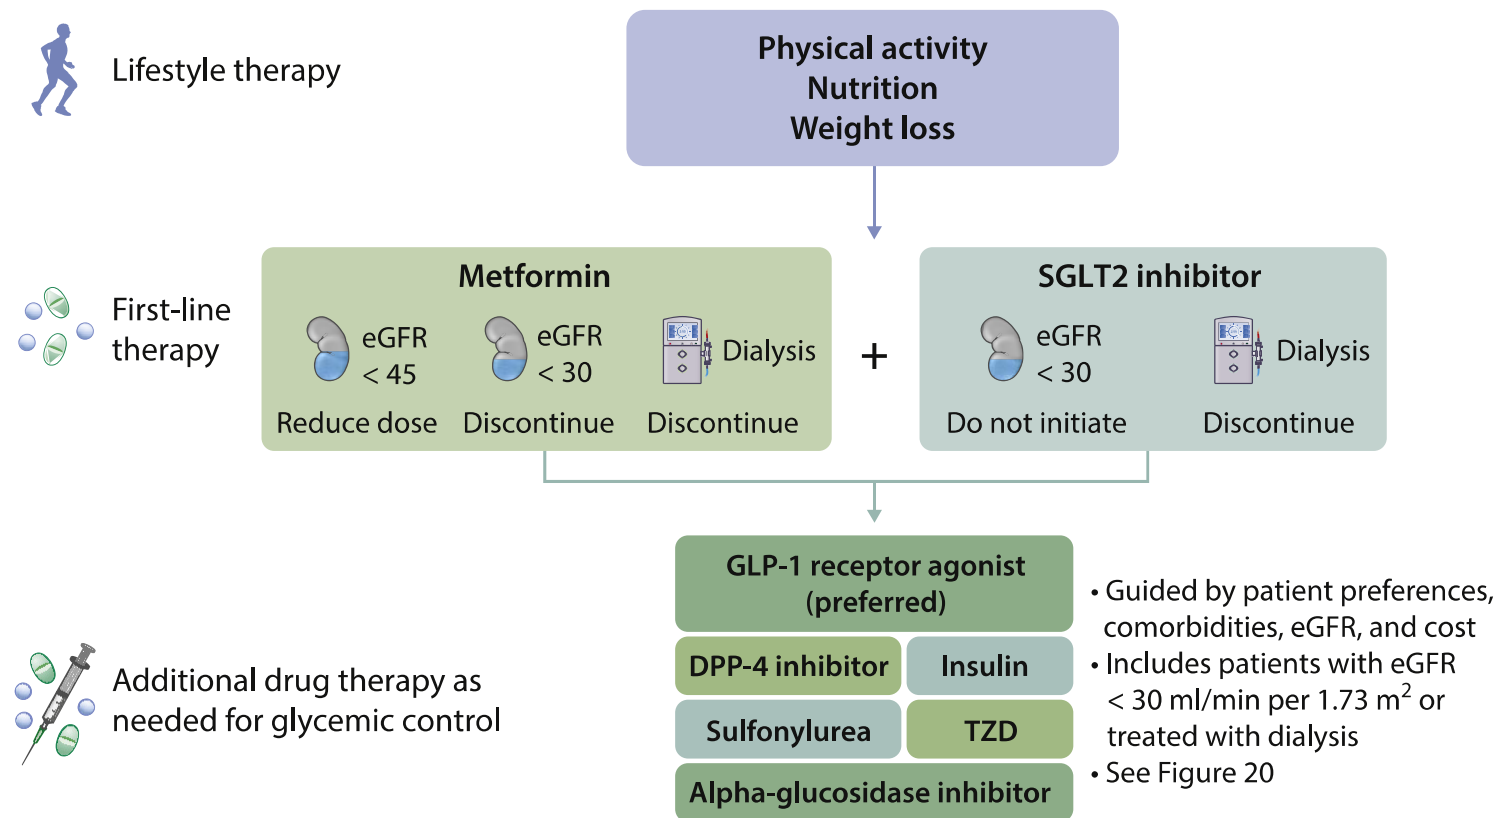 Lifestyle therapy
Physical activity
Nutrition
Weight loss
First-line
therapy
Metformin
eGFR
< 45
Reduce dose
eGFR
< 30
Discontinue
Dialysis
Discontinue
+
SGLT2 inhibitor
eGFR
< 30
Do not initiate
Dialysis
Discontinue
Additional drug therapy as
needed for glycemic control
GLP-1 receptor agonist
(preferred)
DPP-4 inhibitor
Insulin
Sulfonylurea
TZD
Alpha-glucosidase inhibitor
• Guided by patient preferences,
comorbidities, eGFR, and cost
• Includes patients with eGFR
< 30 ml/min per 1.73 m² or
treated with dialysis
• See Figure 20